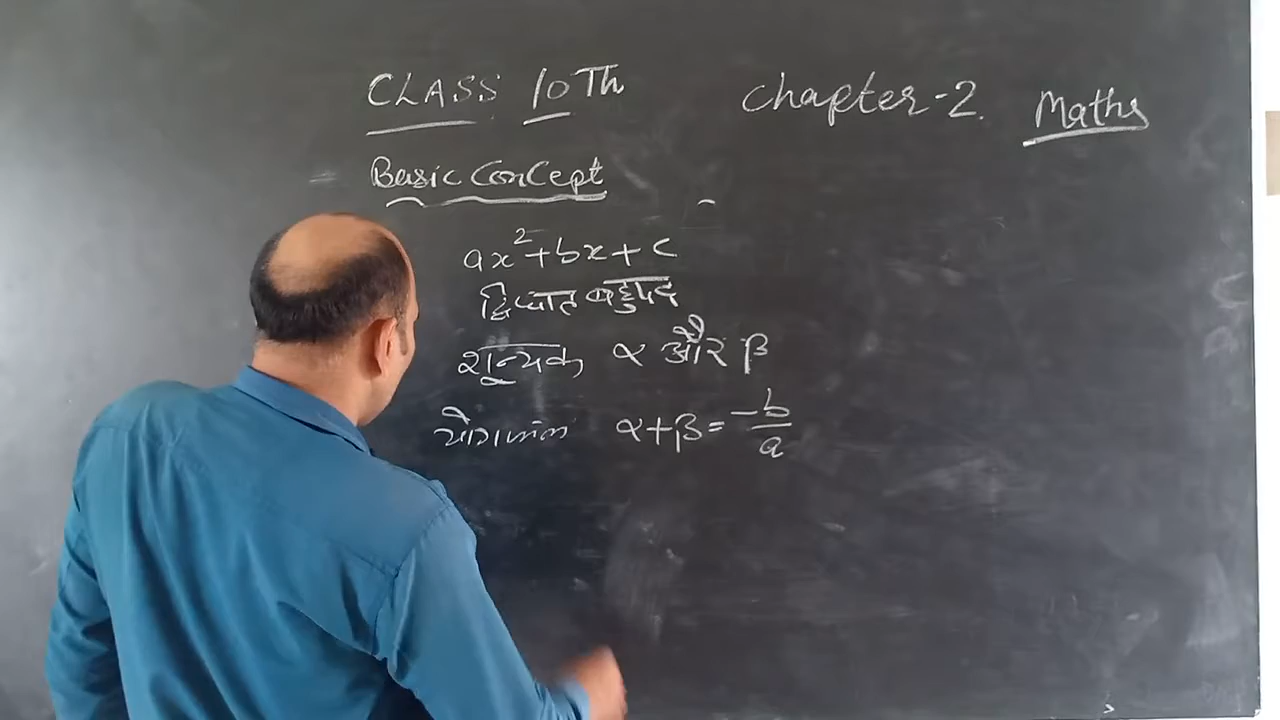 CLASS 10Th Chapter-2. Maths
Basic Concept
ax²+bx+c
द्विघात बहुपद
शून्यक α और β
योगफल α+β=-b/a